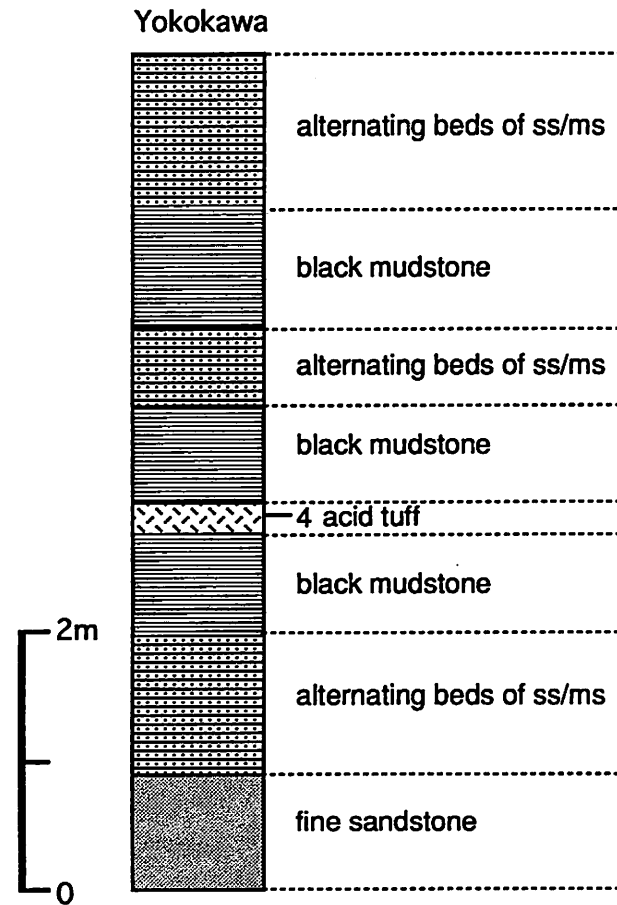 Yokokawa
alternating beds of ss/ms
black mudstone
alternating beds of ss/ms
black mudstone
4 acid tuff
black mudstone
2m
alternating beds of ss/ms
fine sandstone
0